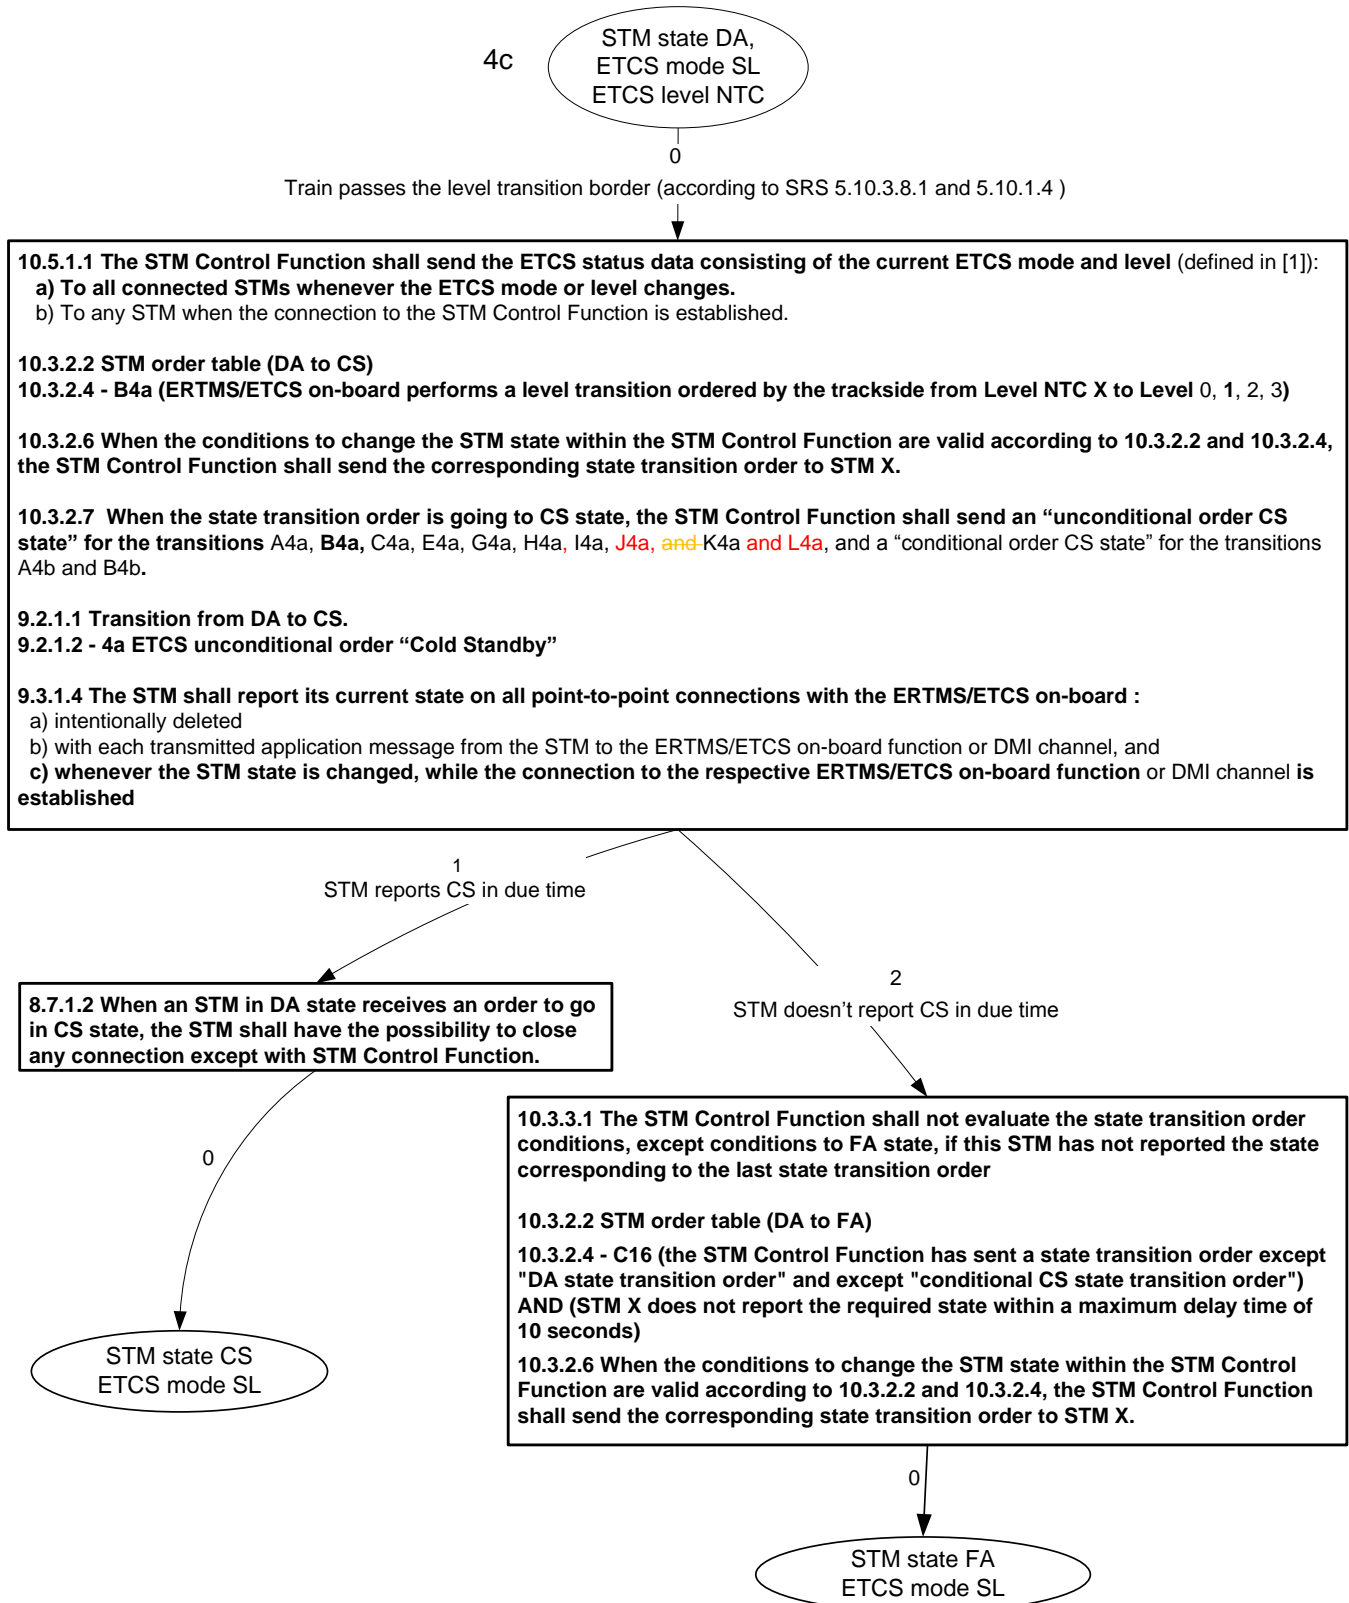 4c
STM state DA,
ETCS mode SL
ETCS level NTC
0
Train passes the level transition border (according to SRS 5.10.3.8.1 and 5.10.1.4 )
10.5.1.1 The STM Control Function shall send the ETCS status data consisting of the current ETCS mode and level (defined in [1]):
a) To all connected STMs whenever the ETCS mode or level changes.
b) To any STM when the connection to the STM Control Function is established.
10.3.2.2 STM order table (DA to CS)
10.3.2.4 - B4a (ERTMS/ETCS on-board performs a level transition ordered by the trackside from Level NTC X to Level 0, 1, 2, 3)
10.3.2.6 When the conditions to change the STM state within the STM Control Function are valid according to 10.3.2.2 and 10.3.2.4,
the STM Control Function shall send the corresponding state transition order to STM X.
10.3.2.7 When the state transition order is going to CS state, the STM Control Function shall send an “unconditional order CS
state” for the transitions A4a, B4a, C4a, E4a, G4a, H4a, I4a, J4a, and K4a and L4a, and a “conditional order CS state” for the transitions
A4b and B4b.
9.2.1.1 Transition from DA to CS.
9.2.1.2 - 4a ETCS unconditional order “Cold Standby”
9.3.1.4 The STM shall report its current state on all point-to-point connections with the ERTMS/ETCS on-board :
a) intentionally deleted
b) with each transmitted application message from the STM to the ERTMS/ETCS on-board function or DMI channel, and
c) whenever the STM state is changed, while the connection to the respective ERTMS/ETCS on-board function or DMI channel is
established
1
STM reports CS in due time
2
STM doesn’t report CS in due time
8.7.1.2 When an STM in DA state receives an order to go
in CS state, the STM shall have the possibility to close
any connection except with STM Control Function.
0
STM state CS
ETCS mode SL
10.3.3.1 The STM Control Function shall not evaluate the state transition order
conditions, except conditions to FA state, if this STM has not reported the state
corresponding to the last state transition order
10.3.2.2 STM order table (DA to FA)
10.3.2.4 - C16 (the STM Control Function has sent a state transition order except
"DA state transition order" and except "conditional CS state transition order")
AND (STM X does not report the required state within a maximum delay time of
10 seconds)
10.3.2.6 When the conditions to change the STM state within the STM Control
Function are valid according to 10.3.2.2 and 10.3.2.4, the STM Control Function
shall send the corresponding state transition order to STM X.
0
STM state FA
ETCS mode SL